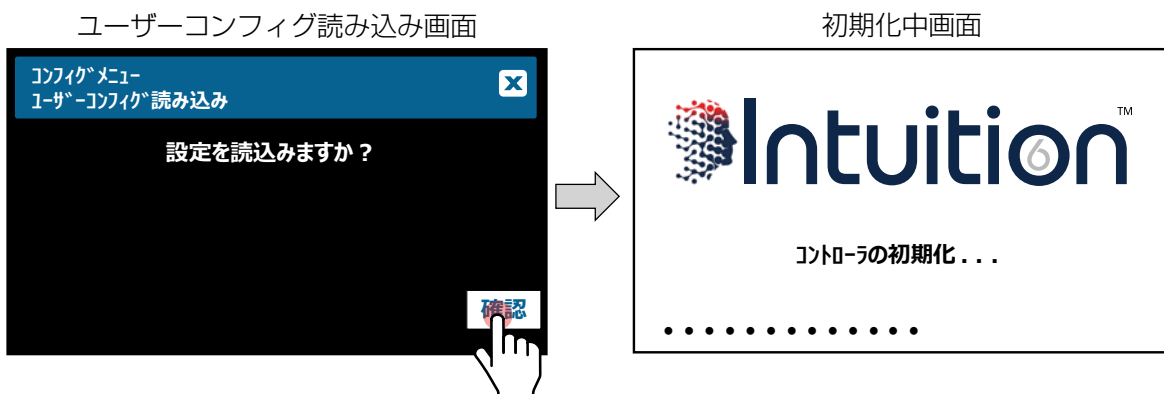 ユーザーコンフィグ読み込み画面
ｺﾝﾌｨｸﾞﾒﾆｭｰ
ﾕｰｻﾞｰｺﾝﾌｨｸﾞ読み込み
X
設定を読込みますか？
確認
初期化中画面
Intuition™
6
ｺﾝﾄﾛｰﾗの初期化...